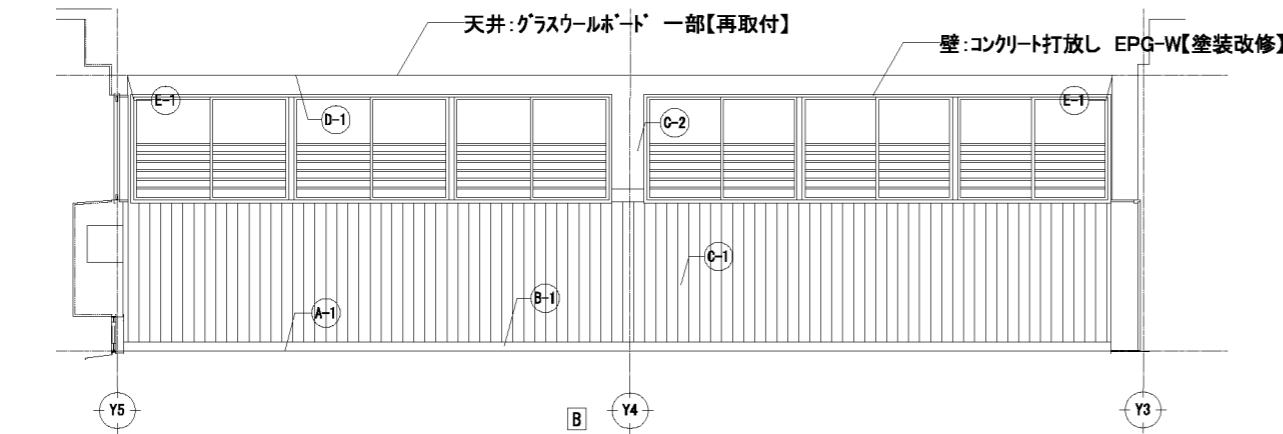 天井：グラスウールボード 一部【再取付】
壁：コンクリート打放し EPG-W【塗装改修】
E-1
E-1
D-1
C-2
C-1
B-1
A-1
Y5
B
Y4
Y3